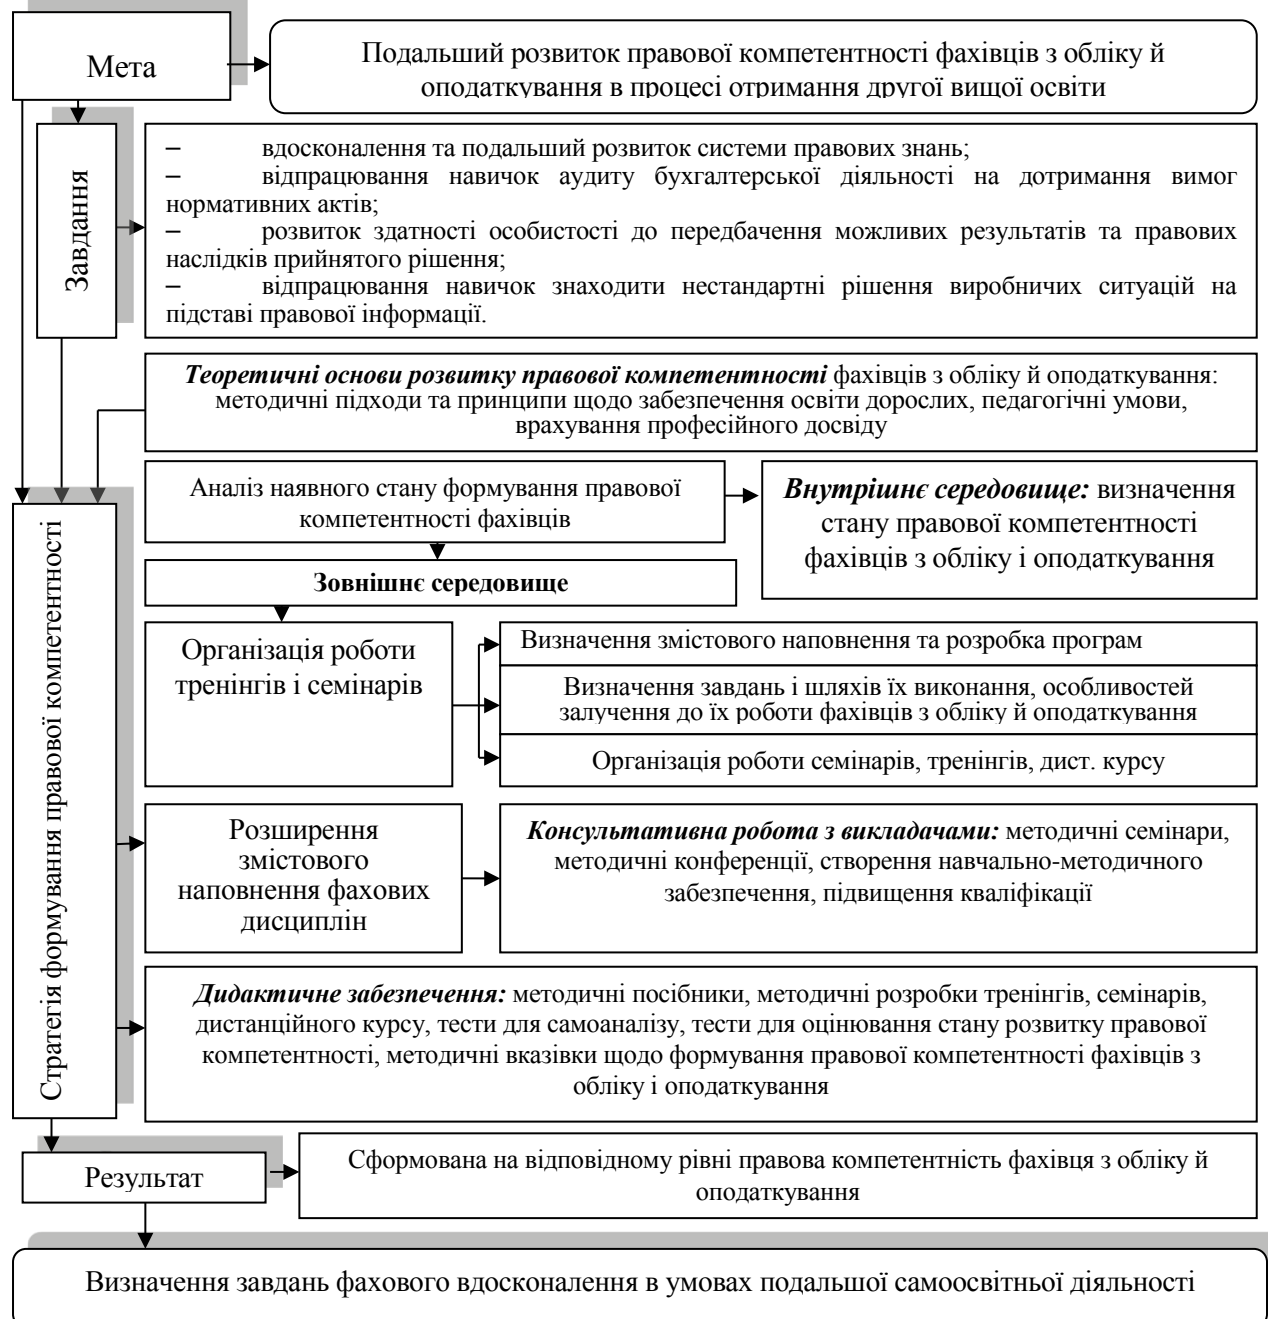 Мета
Подальший розвиток правової компетентності фахівців з обліку й
оподаткування в процесі отримання другої вищої освіти
Завдання
– вдосконалення та подальший розвиток системи правових знань;
– відпрацювання навичок аудиту бухгалтерської діяльності на дотримання вимог
нормативних актів;
– розвиток здатності особистості до передбачення можливих результатів та правових
наслідків прийнятого рішення;
– відпрацювання навичок знаходити нестандартні рішення виробничих ситуацій на
підставі правової інформації.
Теоретичні основи розвитку правової компетентності фахівців з обліку й оподаткування:
методичні підходи та принципи щодо забезпечення освіти дорослих, педагогічні умови,
врахування професійного досвіду
Стратегія формування правової компетентності
Аналіз наявного стану формування правової
компетентності фахівців
Внутрішнє середовище: визначення
стану правової компетентності
фахівців з обліку і оподаткування
Зовнішнє середовище
Організація роботи
тренінгів і семінарів
Визначення змістового наповнення та розробка програм
Визначення завдань і шляхів їх виконання, особливостей
залучення до їх роботи фахівців з обліку й оподаткування
Організація роботи семінарів, тренінгів, дист. курсу
Розширення
змістового
наповнення фахових
дисциплін
Консультативна робота з викладачами: методичні семінари,
методичні конференції, створення навчально-методичного
забезпечення, підвищення кваліфікації
Дидактичне забезпечення: методичні посібники, методичні розробки тренінгів, семінарів,
дистанційного курсу, тести для самоаналізу, тести для оцінювання стану розвитку правової
компетентності, методичні вказівки щодо формування правової компетентності фахівців з
обліку і оподаткування
Результат
Сформована на відповідному рівні правова компетентність фахівця з обліку й
оподаткування
Визначення завдань фахового вдосконалення в умовах подальшої самоосвітньої діяльності